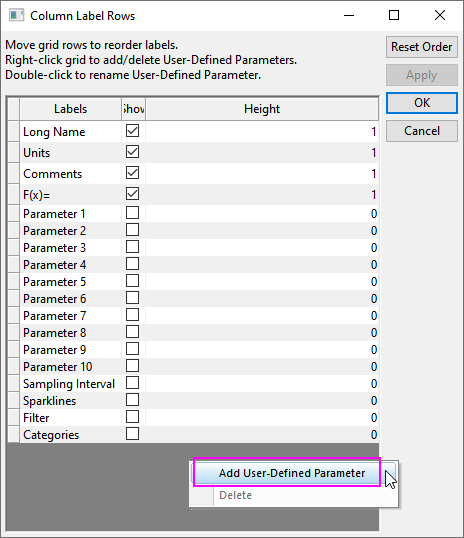 Column Label Rows
Move grid rows to reorder labels.
Right-click grid to add/delete User-Defined Parameters.
Double-click to rename User-Defined Parameter.
Reset Order
Apply
OK
Cancel
Labels Show Height
Long Name 1
Units 1
Comments 1
F(x)= 1
Parameter 1 0
Parameter 2 0
Parameter 3 0
Parameter 4 0
Parameter 5 0
Parameter 6 0
Parameter 7 0
Parameter 8 0
Parameter 9 0
Parameter 10 0
Sampling Interval 0
Sparklines 0
Filter 0
Categories 0
Add User-Defined Parameter
Delete